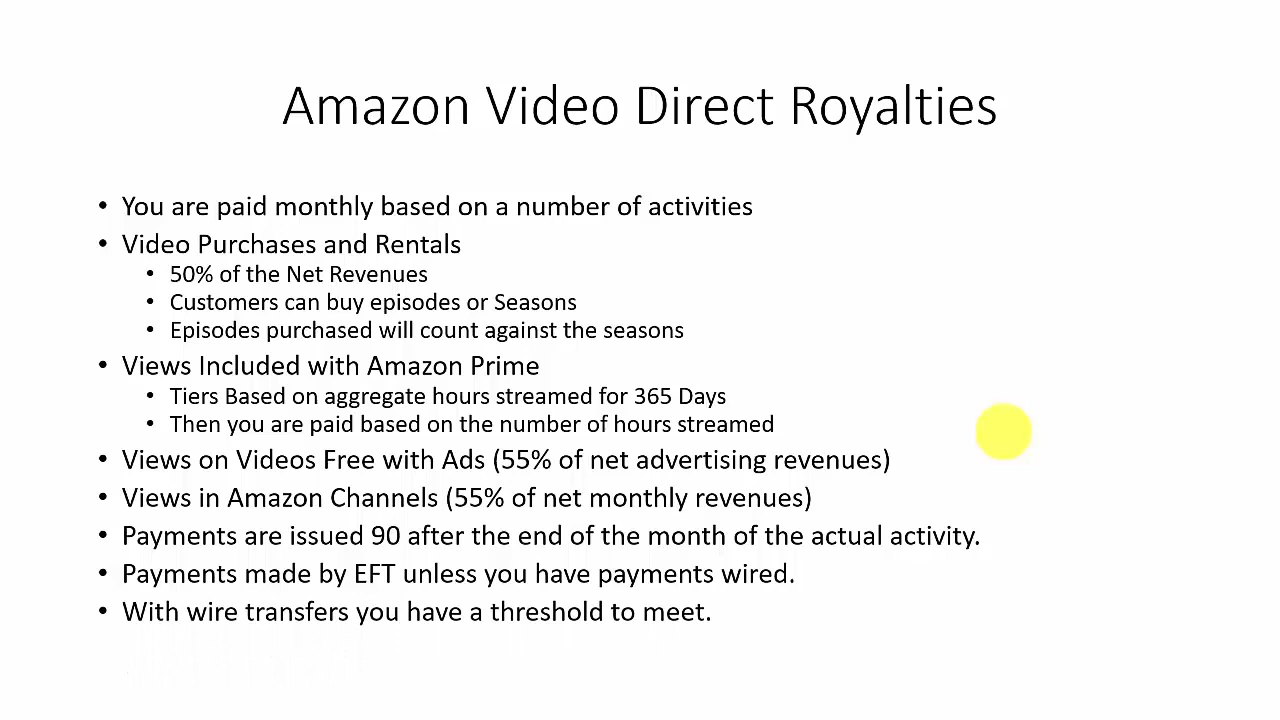 Amazon Video Direct Royalties
• You are paid monthly based on a number of activities
• Video Purchases and Rentals
• 50% of the Net Revenues
• Customers can buy episodes or Seasons
• Episodes purchased will count against the seasons
• Views Included with Amazon Prime
• Tiers Based on aggregate hours streamed for 365 Days
• Then you are paid based on the number of hours streamed
• Views on Videos Free with Ads (55% of net advertising revenues)
• Views in Amazon Channels (55% of net monthly revenues)
• Payments are issued 90 after the end of the month of the actual activity.
• Payments made by EFT unless you have payments wired.
• With wire transfers you have a threshold to meet.